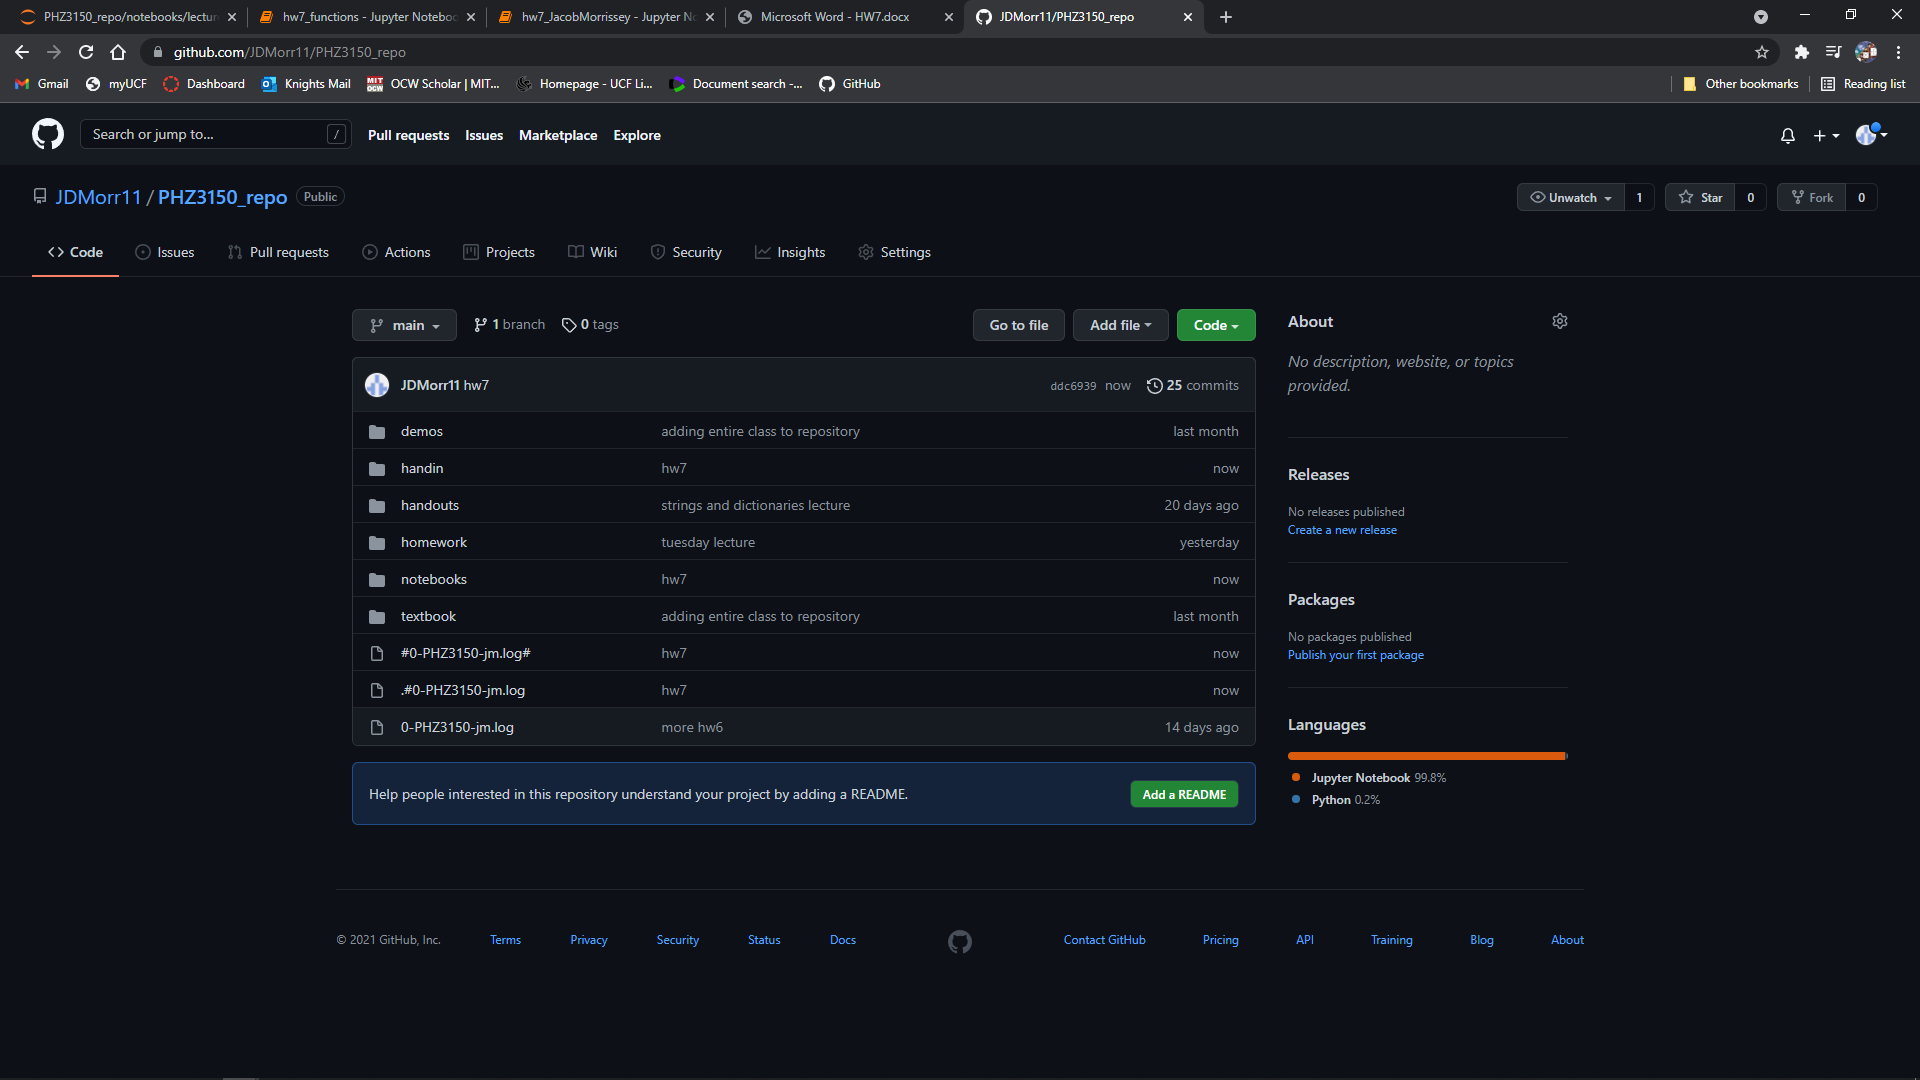 PHZ3150_repo/notebooks/lectur
hw7_functions - Jupyter Noteboo
hw7_JacobMorrissey - Jupyter No
Microsoft Word - HW7.docx
JDMorr11/PHZ3150_repo
github.com/JDMorr11/PHZ3150_repo
Gmail
myUCF
Dashboard
Knights Mail
MIT OCW
OCW Scholar | MIT...
Homepage - UCF Li...
Document search -...
GitHub
Other bookmarks
Reading list
Search or jump to...
/
Pull requests
Issues
Marketplace
Explore
JDMorr11 / PHZ3150_repo
Public
Unwatch
1
Star
0
Fork
0
Code
Issues
Pull requests
Actions
Projects
Wiki
Security
Insights
Settings
main
1 branch
0 tags
Go to file
Add file
Code
JDMorr11 hw7
ddc6939 now
25 commits
demos
adding entire class to repository
last month
handin
hw7
now
handouts
strings and dictionaries lecture
20 days ago
homework
tuesday lecture
yesterday
notebooks
hw7
now
textbook
adding entire class to repository
last month
#0-PHZ3150-jm.log#
hw7
now
.#0-PHZ3150-jm.log
hw7
now
0-PHZ3150-jm.log
more hw6
14 days ago
Help people interested in this repository understand your project by adding a README.
Add a README
About
No description, website, or topics
provided.
Releases
No releases published
Create a new release
Packages
No packages published
Publish your first package
Languages
Jupyter Notebook 99.8%
Python 0.2%
© 2021 GitHub, Inc.
Terms
Privacy
Security
Status
Docs
Contact GitHub
Pricing
API
Training
Blog
About